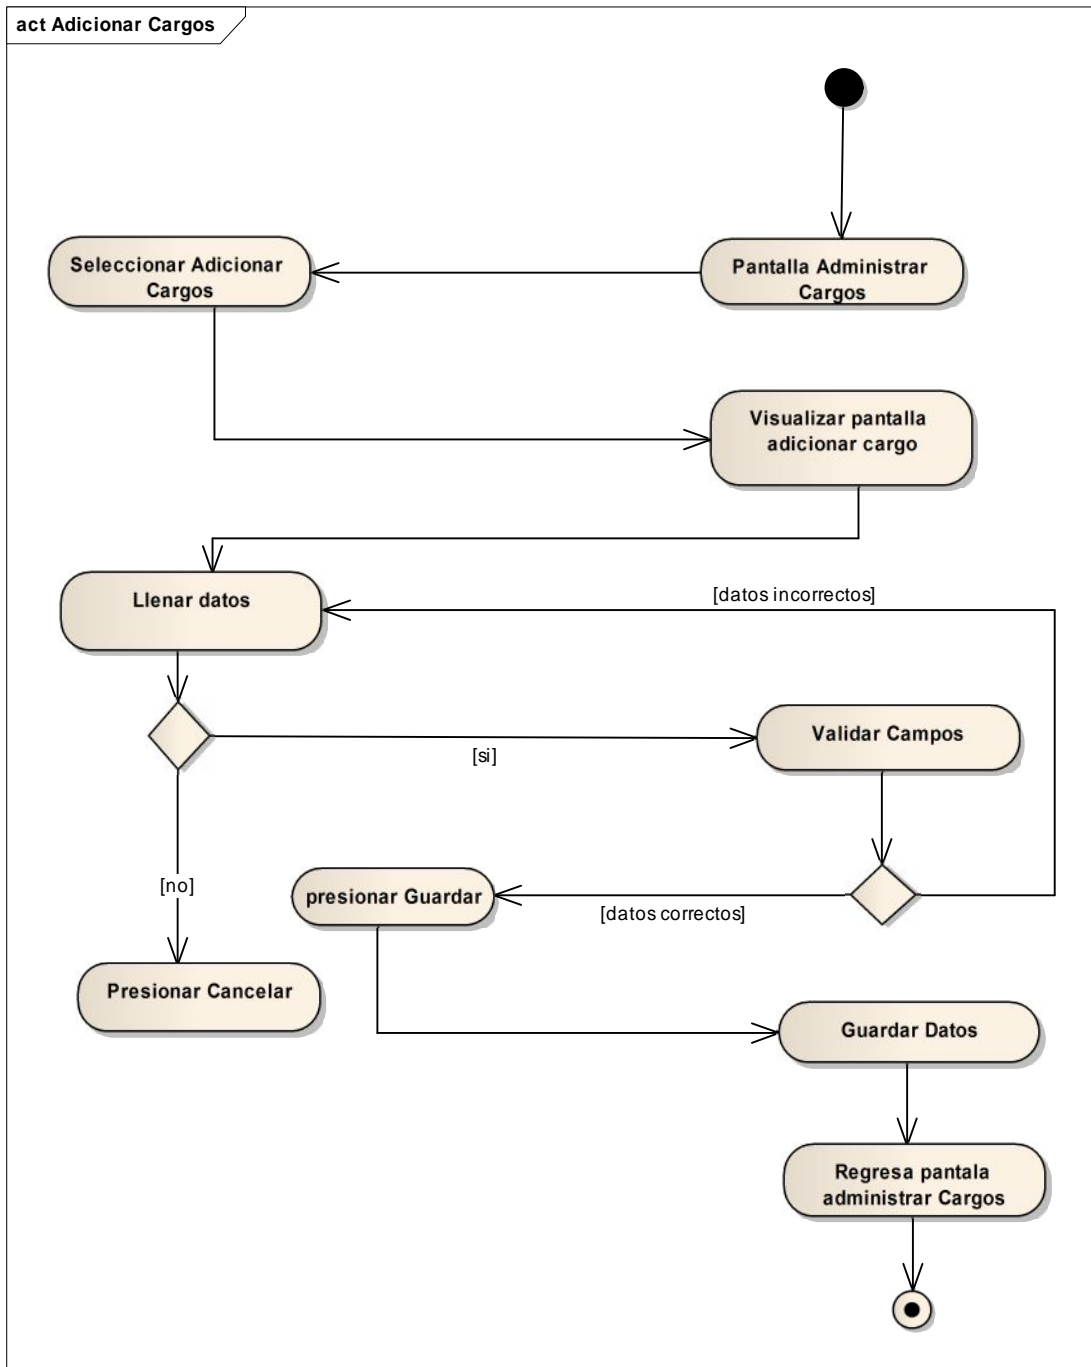 act Adicionar Cargos
Seleccionar Adicionar
Cargos
Pantalla Administrar
Cargos
Visualizar pantalla
adicionar cargo
Llenar datos
[datos incorrectos]
Validar Campos
[si]
[no]
presionar Guardar
[datos correctos]
Presionar Cancelar
Guardar Datos
Regresa pantala
administrar Cargos